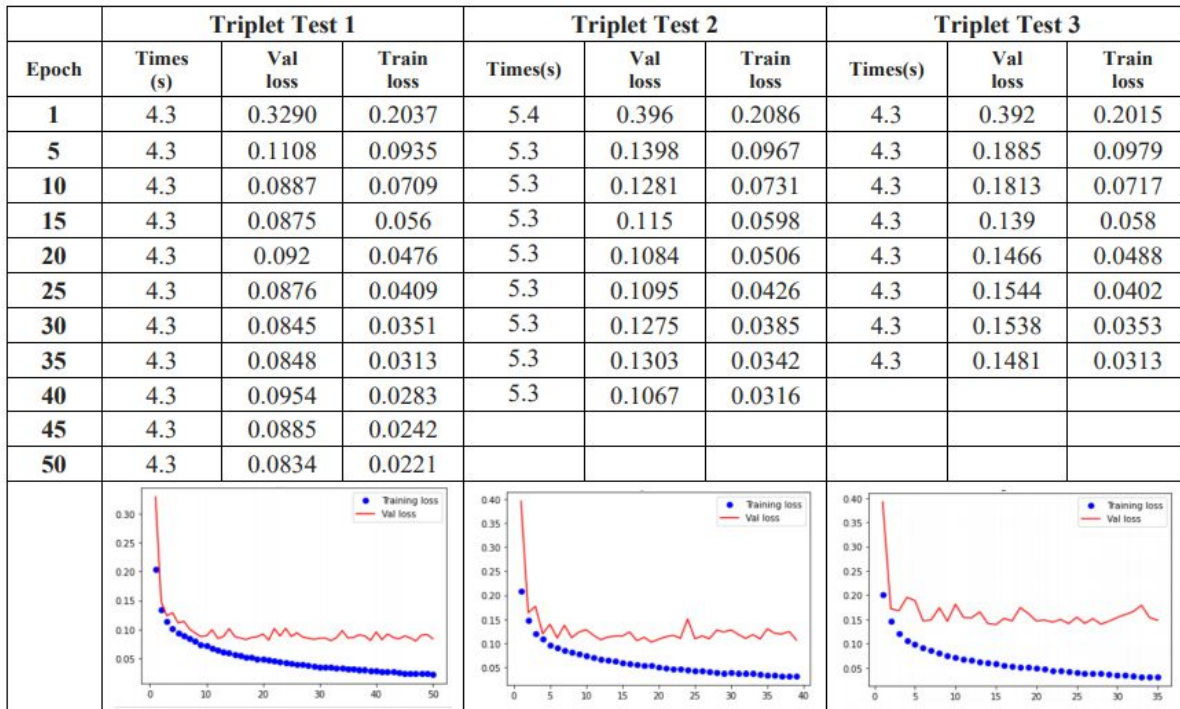 Triplet Test 1 Triplet Test 2 Triplet Test 3
Epoch Times (s) Val loss Train loss Times(s) Val loss Train loss Times(s) Val loss Train loss
1 4.3 0.3290 0.2037 5.4 0.396 0.2086 4.3 0.392 0.2015
5 4.3 0.1108 0.0935 5.3 0.1398 0.0967 4.3 0.1885 0.0979
10 4.3 0.0887 0.0709 5.3 0.1281 0.0731 4.3 0.1813 0.0717
15 4.3 0.0875 0.056 5.3 0.115 0.0598 4.3 0.139 0.058
20 4.3 0.092 0.0476 5.3 0.1084 0.0506 4.3 0.1466 0.0488
25 4.3 0.0876 0.0409 5.3 0.1095 0.0426 4.3 0.1544 0.0402
30 4.3 0.0845 0.0351 5.3 0.1275 0.0385 4.3 0.1538 0.0353
35 4.3 0.0848 0.0313 5.3 0.1303 0.0342 4.3 0.1481 0.0313
40 4.3 0.0954 0.0283 5.3 0.1067 0.0316
45 4.3 0.0885 0.0242
50 4.3 0.0834 0.0221
Training loss
Val loss
0.30
0.25
0.20
0.15
0.10
0.05
0 10 20 30 40 50
Training loss
Val loss
0.40
0.35
0.30
0.25
0.20
0.15
0.10
0.05
0 5 10 15 20 25 30 35 40
Training loss
Val loss
0.40
0.35
0.30
0.25
0.20
0.15
0.10
0.05
0 5 10 15 20 25 30 35